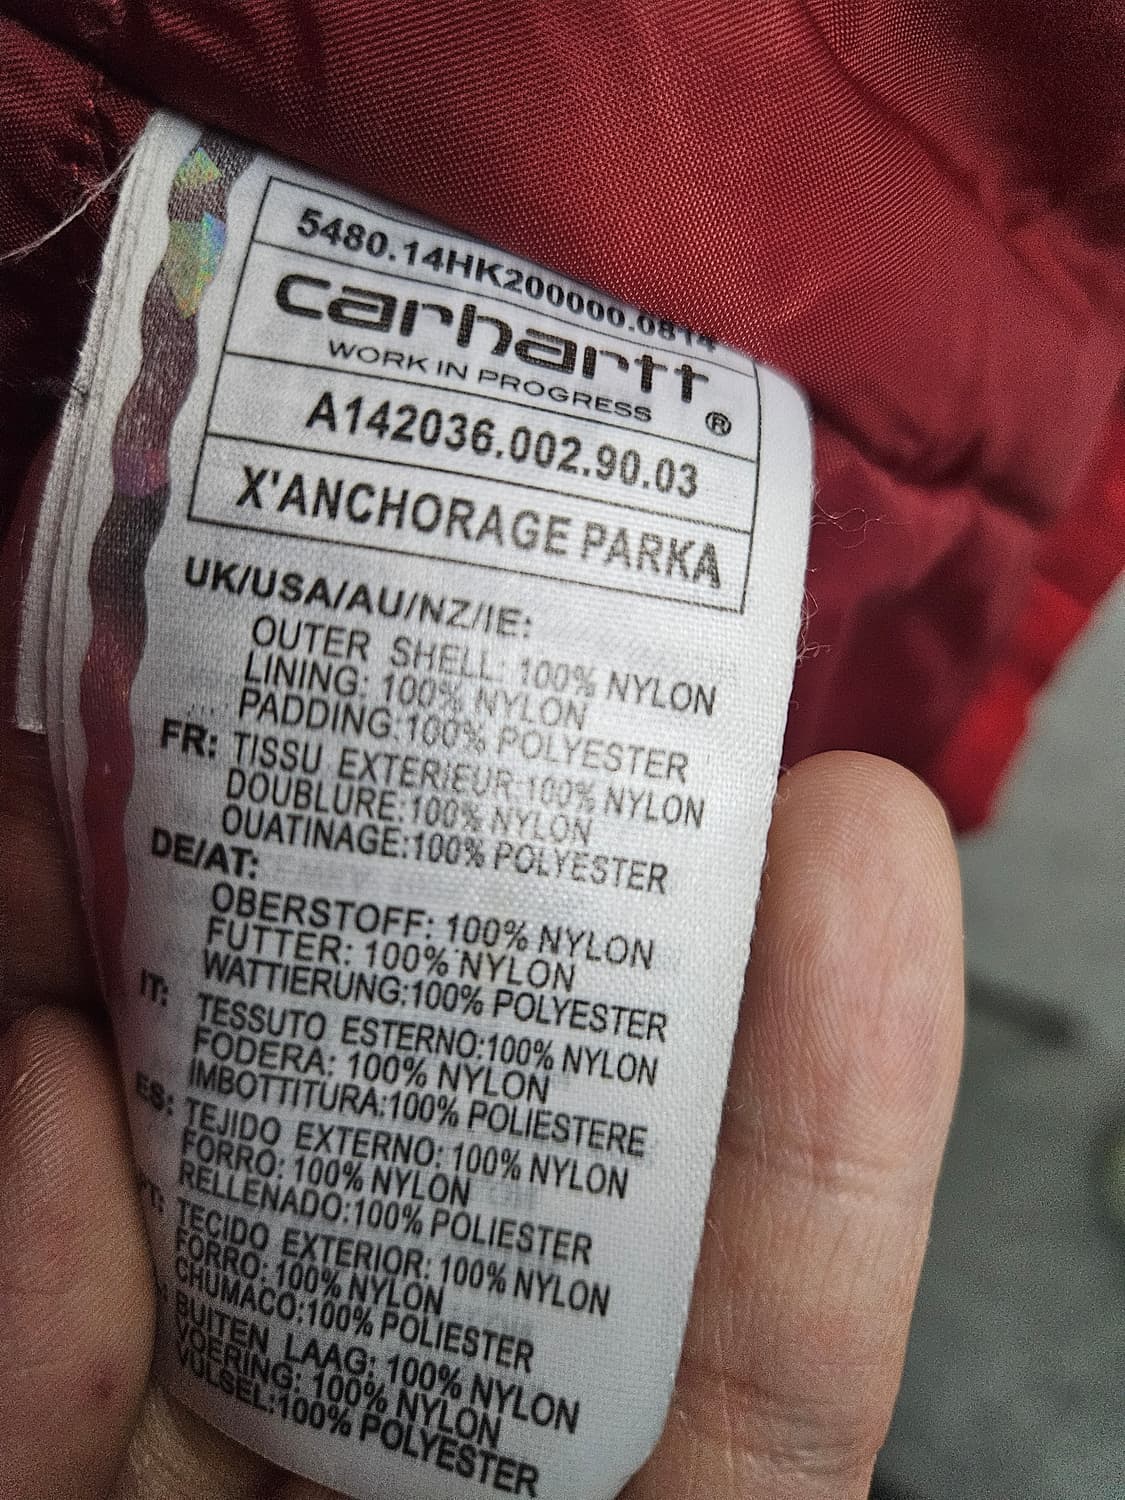 5480.14HK200000.0814
carhartt
WORK IN PROGRESS ®
A142036.002.90.03
X'ANCHORAGE PARKA
UK/USA/AU/NZ/IE:
OUTER SHELL: 100% NYLON
LINING: 100% NYLON
PADDING:100% POLYESTER
FR: TISSU EXTERIEUR:100% NYLON
DOUBLURE:100% NYLON
OUATINAGE:100% POLYESTER
DE/AT:
OBERSTOFF: 100% NYLON
FUTTER: 100% NYLON
WATTIERUNG:100% POLYESTER
IT: TESSUTO ESTERNO:100% NYLON
FODERA: 100% NYLON
IMBOTTITURA:100% POLIESTERE
ES: TEJIDO EXTERNO: 100% NYLON
FORRO: 100% NYLON
RELLENADO:100% POLIESTER
PT: TECIDO EXTERIOR: 100% NYLON
FORRO: 100% NYLON
CHUMACO:100% POLIESTER
BUITEN LAAG: 100% NYLON
VOERING: 100% NYLON
VULSEL:100% POLYESTER